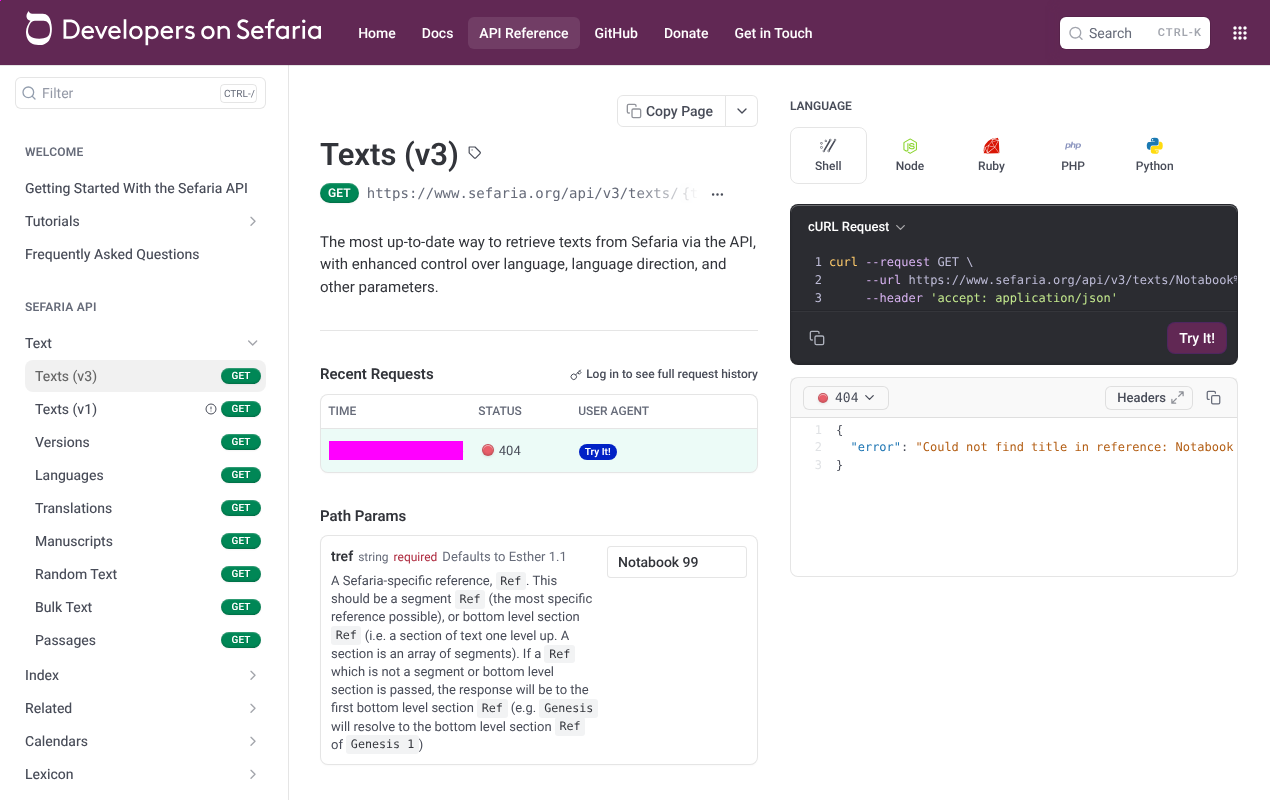 Developers on Sefaria
Home Docs API Reference GitHub Donate Get in Touch
Search CTRL-K
Filter CTRL-/
WELCOME
Getting Started With the Sefaria API
Tutorials
Frequently Asked Questions
SEFARIA API
Text
Texts (v3) GET
Texts (v1) GET
Versions GET
Languages GET
Translations GET
Manuscripts GET
Random Text GET
Bulk Text GET
Passages GET
Index
Related
Calendars
Lexicon
Copy Page
Texts (v3)
GET https://www.sefaria.org/api/v3/texts/{t ...
The most up-to-date way to retrieve texts from Sefaria via the API,
with enhanced control over language, language direction, and
other parameters.
Recent Requests Log in to see full request history
TIME STATUS USER AGENT
404 Try It!
Path Params
tref string required Defaults to Esther 1.1
Notebook 99
A Sefaria-specific reference, Ref. This
should be a segment Ref (the most specific
reference possible), or bottom level section
Ref (i.e. a section of text one level up. A
section is an array of segments). If a Ref
which is not a segment or bottom level
section is passed, the response will be to the
first bottom level section Ref (e.g. Genesis
will resolve to the bottom level section Ref
of Genesis 1)
LANGUAGE
Shell Node Ruby php PHP Python
cURL Request
1 curl --request GET \
2 --url https://www.sefaria.org/api/v3/texts/Notebook
3 --header 'accept: application/json'
Try It!
404 Headers
1 {
2 "error": "Could not find title in reference: Notebook
3 }